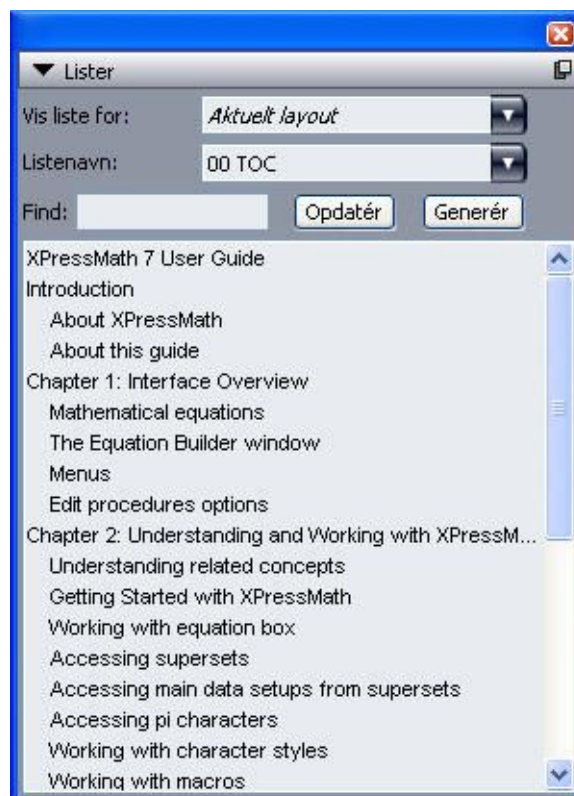 Lister
Vis liste for: Aktuelt layout
Listenavn: 00 TOC
Find: Opdatér Generér
XPressMath 7 User Guide
Introduction
About XPressMath
About this guide
Chapter 1: Interface Overview
Mathematical equations
The Equation Builder window
Menus
Edit procedures options
Chapter 2: Understanding and Working with XPressM...
Understanding related concepts
Getting Started with XPressMath
Working with equation box
Accessing supersets
Accessing main data setups from supersets
Accessing pi characters
Working with character styles
Working with macros